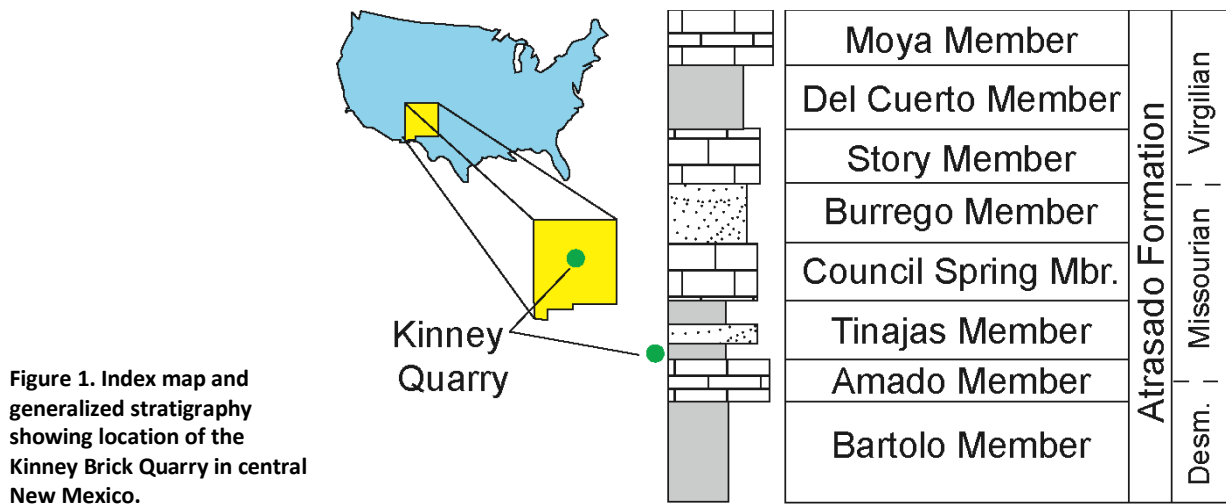 Moya Member
Del Cuerto Member
Story Member
Burrego Member
Council Spring Mbr.
Tinajas Member
Amado Member
Bartolo Member
Atrasado Formation
Virgilian
Missourian
Desm.
Kinney
Quarry
Figure 1. Index map and
generalized stratigraphy
showing location of the
Kinney Brick Quarry in central
New Mexico.